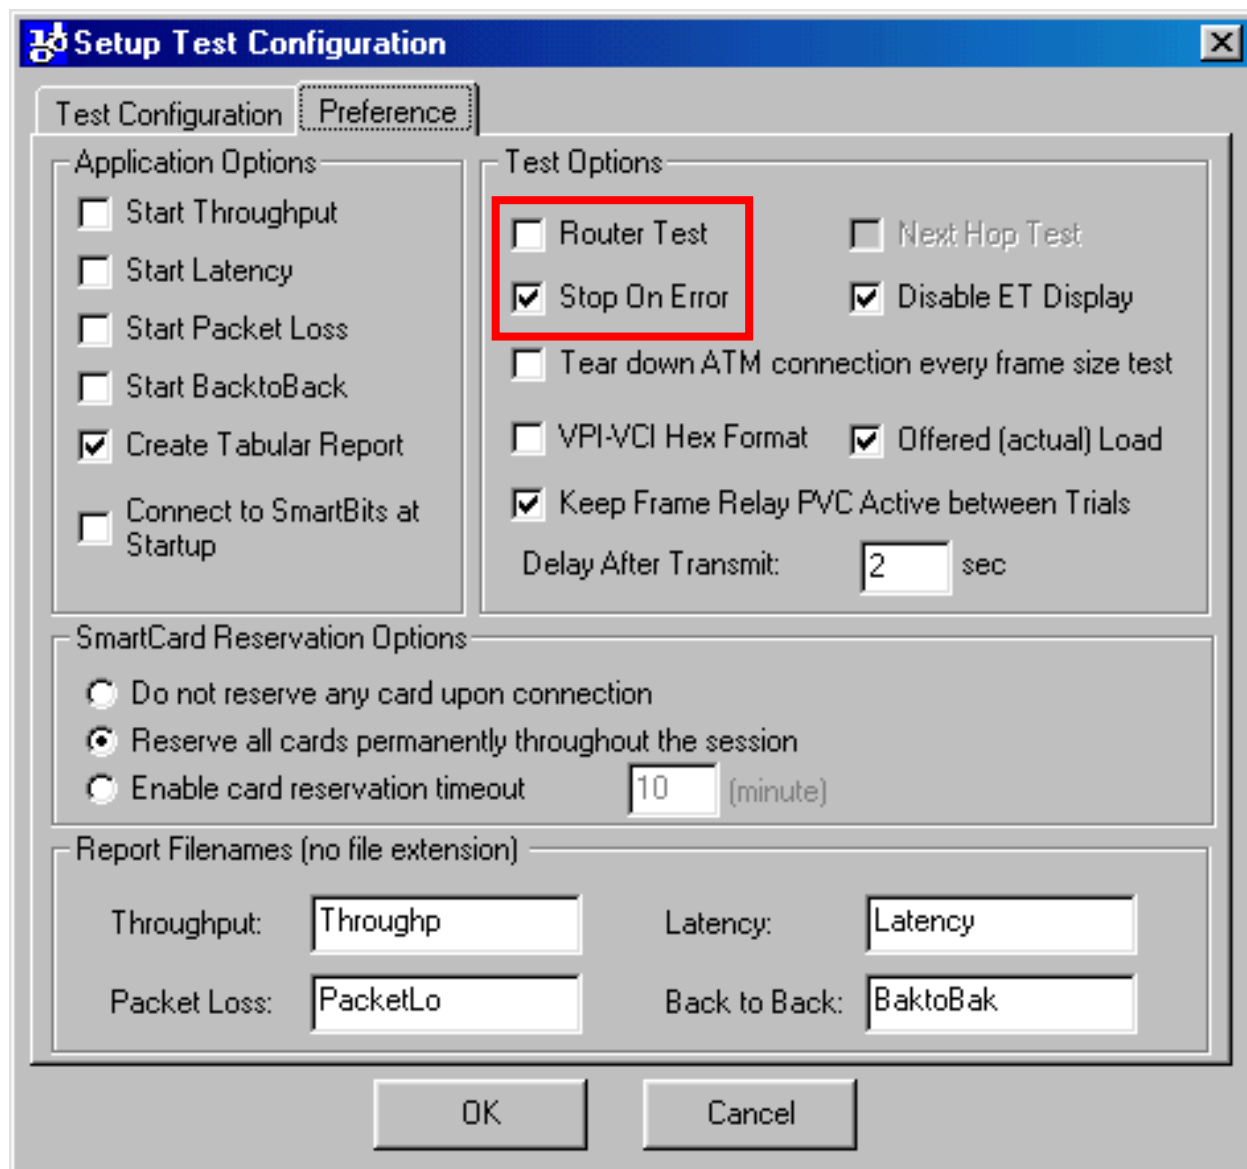 Setup Test Configuration
Test Configuration
Preference
Application Options
Start Throughput
Start Latency
Start Packet Loss
Start BacktoBack
Create Tabular Report
Connect to SmartBits at
Startup
Test Options
Router Test
Next Hop Test
Stop On Error
Disable ET Display
Tear down ATM connection every frame size test
VPI-VCI Hex Format
Offered (actual) Load
Keep Frame Relay PVC Active between Trials
Delay After Transmit: 2 sec
SmartCard Reservation Options
Do not reserve any card upon connection
Reserve all cards permanently throughout the session
Enable card reservation timeout 10 (minute)
Report Filenames (no file extension)
Throughput: Throughp
Latency: Latency
Packet Loss: PacketLo
Back to Back: BaktoBak
OK
Cancel